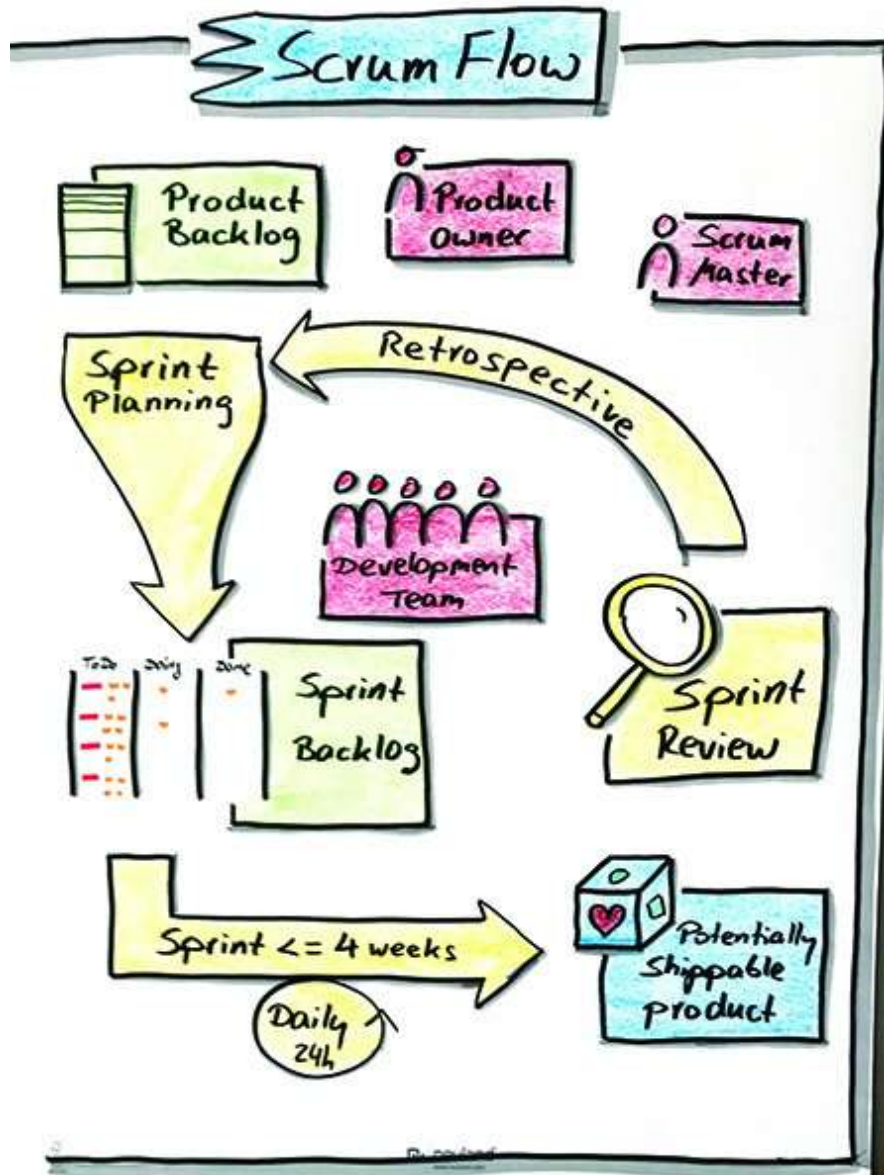 Scrum Flow
Product
Backlog
Product
Owner
Scrum
Master
Sprint
Planning
Retrospective
Development
Team
ToDo
Doing
Done
Sprint
Backlog
Sprint
Review
Sprint <= 4 weeks
Daily
24h
Potentially
Shippable
product